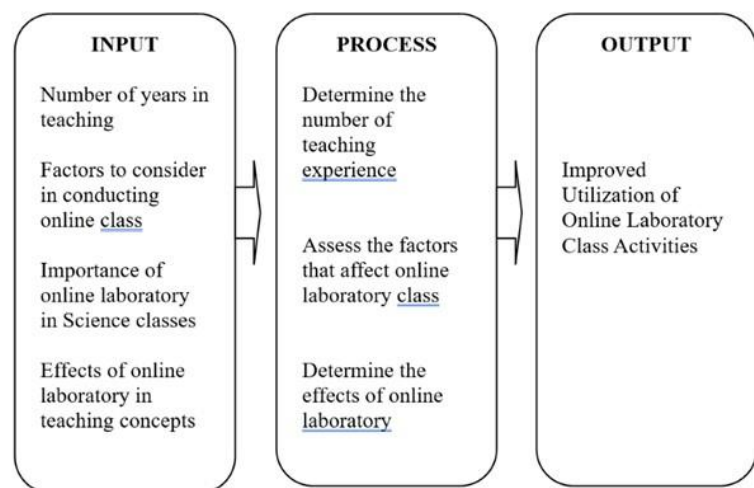 INPUT
Number of years in
teaching
Factors to consider
in conducting
online class
Importance of
online laboratory
in Science classes
Effects of online
laboratory in
teaching concepts
PROCESS
Determine the
number of
teaching
experience
Assess the factors
that affect online
laboratory class
Determine the
effects of online
laboratory
OUTPUT
Improved
Utilization of
Online Laboratory
Class Activities